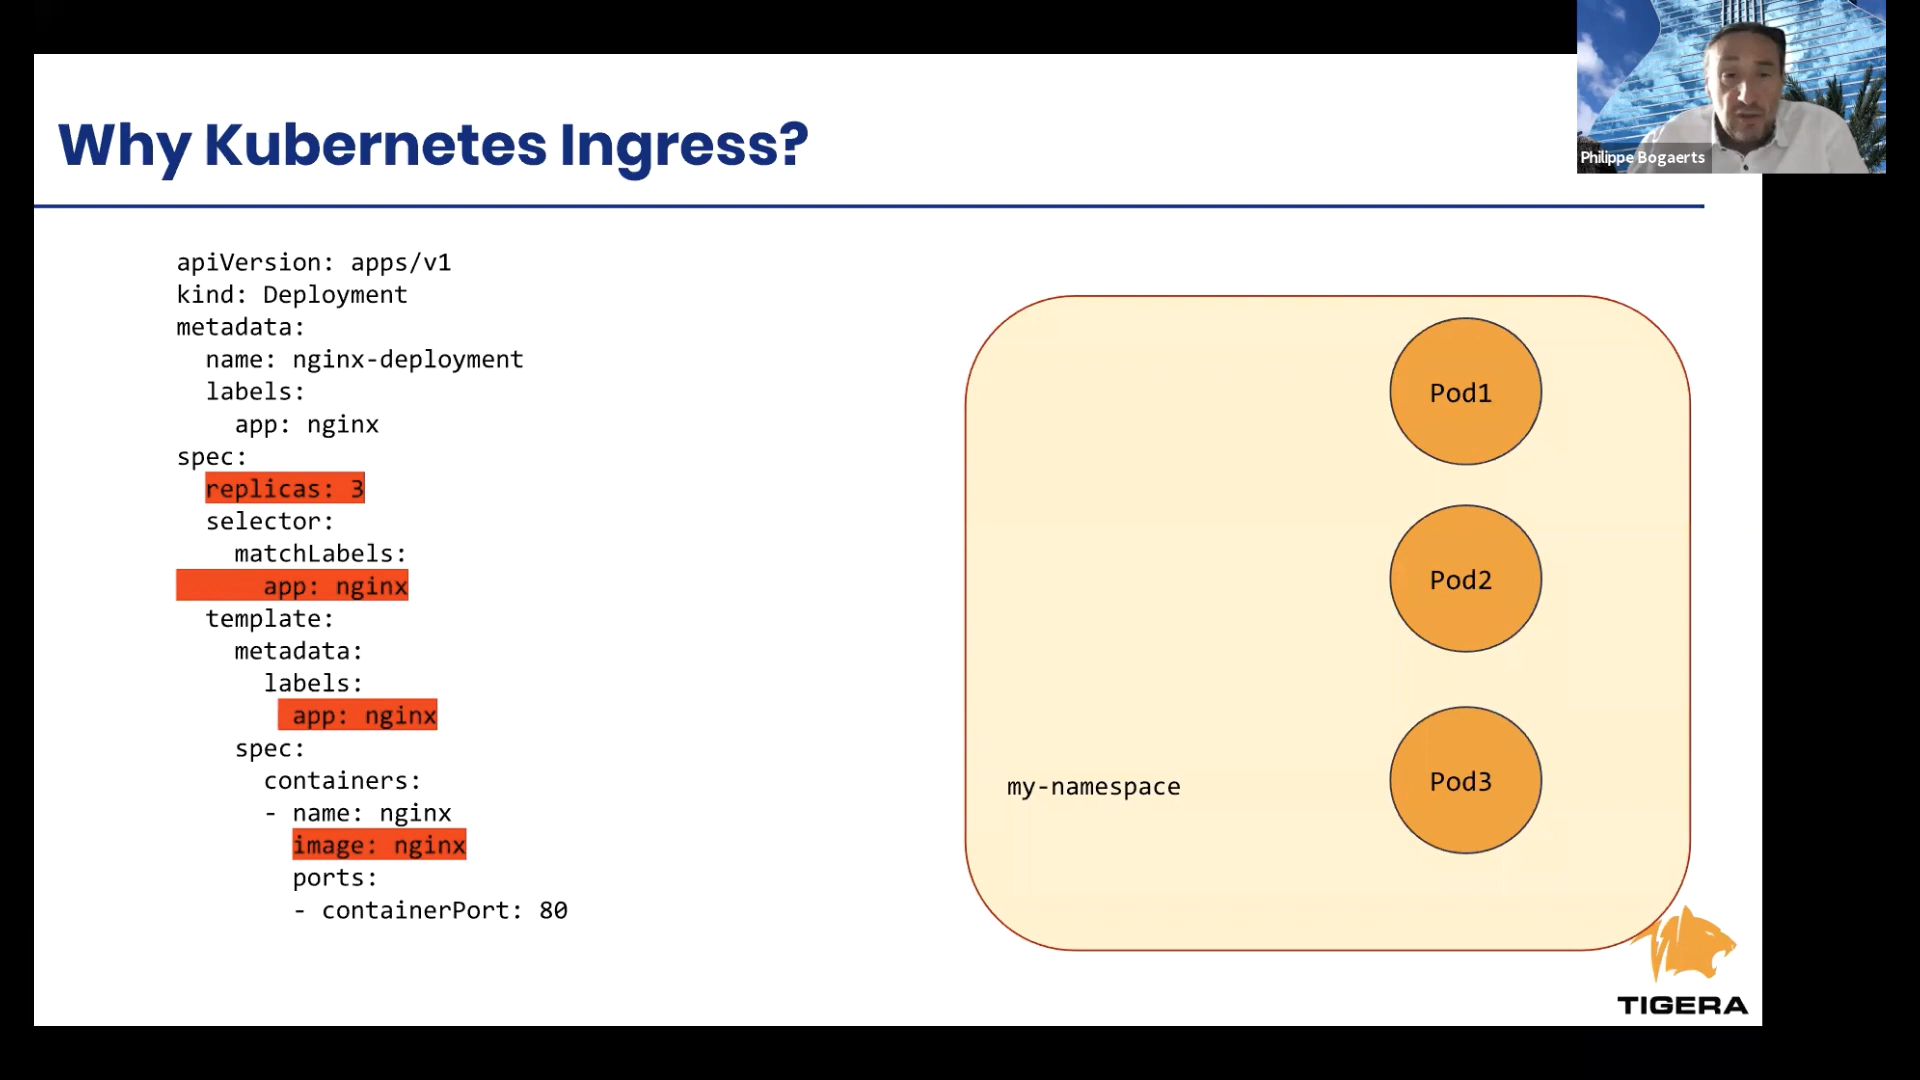 Why Kubernetes Ingress?
Philippe Bogaerts
apiVersion: apps/v1
kind: Deployment
metadata:
  name: nginx-deployment
  labels:
    app: nginx
spec:
  replicas: 3
  selector:
    matchLabels:
      app: nginx
  template:
    metadata:
      labels:
        app: nginx
    spec:
      containers:
      - name: nginx
        image: nginx
        ports:
        - containerPort: 80
Pod1
Pod2
Pod3
my-namespace
TIGERA